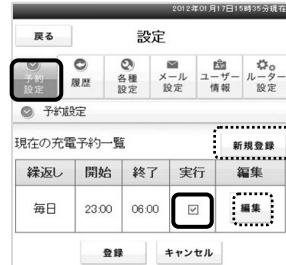 2012年01月17日15時35分現在
戻る 設定
予約設定 履歴 各種設定 メール設定 ユーザー情報 ルーター設定
予約設定
現在の充電予約一覧 新規登録
繰返し 開始 終了 実行 編集
毎日 23:00 06:00 編集
登録 キャンセル